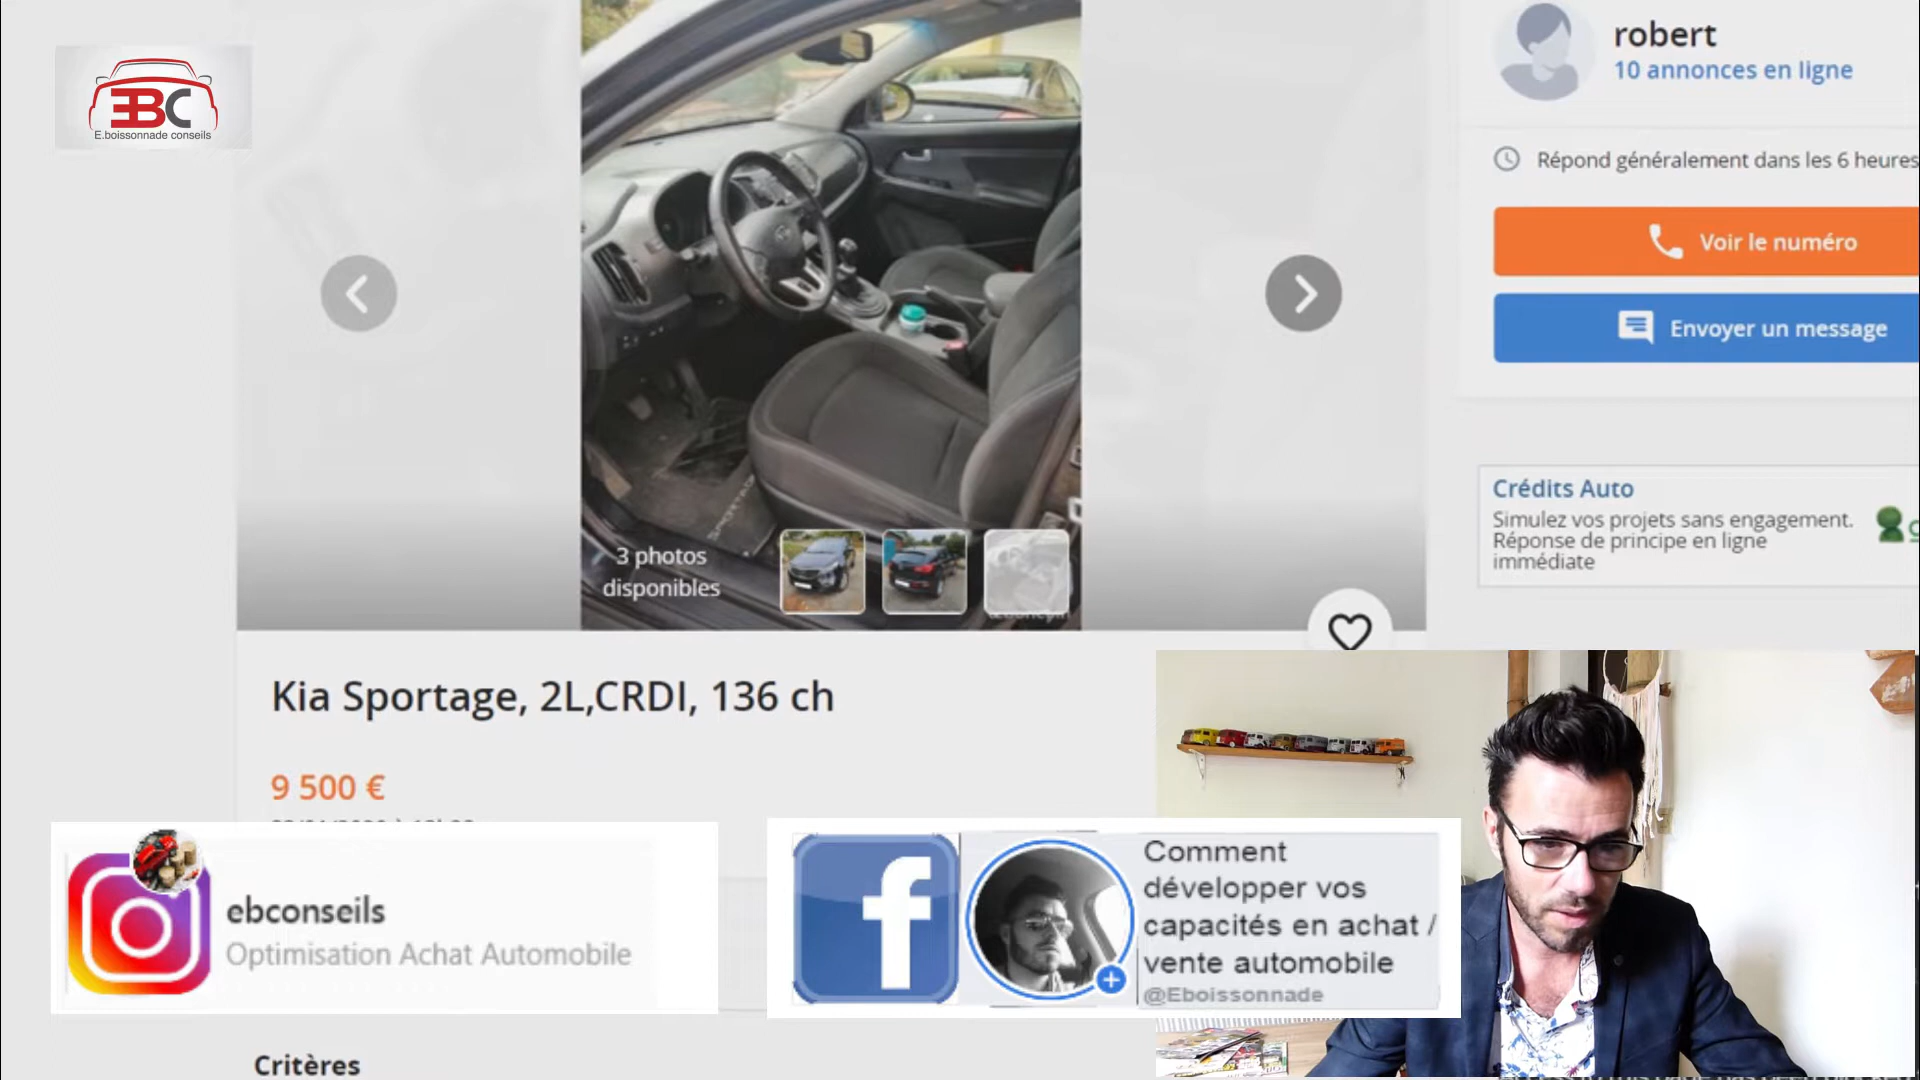 EBC
E.boissonnade conseils
robert
10 annonces en ligne
Répond généralement dans les 6 heures
Voir le numéro
Envoyer un message
Crédits Auto
Simulez vos projets sans engagement.
Réponse de principe en ligne
immédiate
SPORTAGE
3 photos
disponibles
Kia Sportage, 2L,CRDI, 136 ch
9 500 €
ebconseils
Optimisation Achat Automobile
f
Comment
développer vos
capacités en achat /
vente automobile
@Eboissonnade
Critères